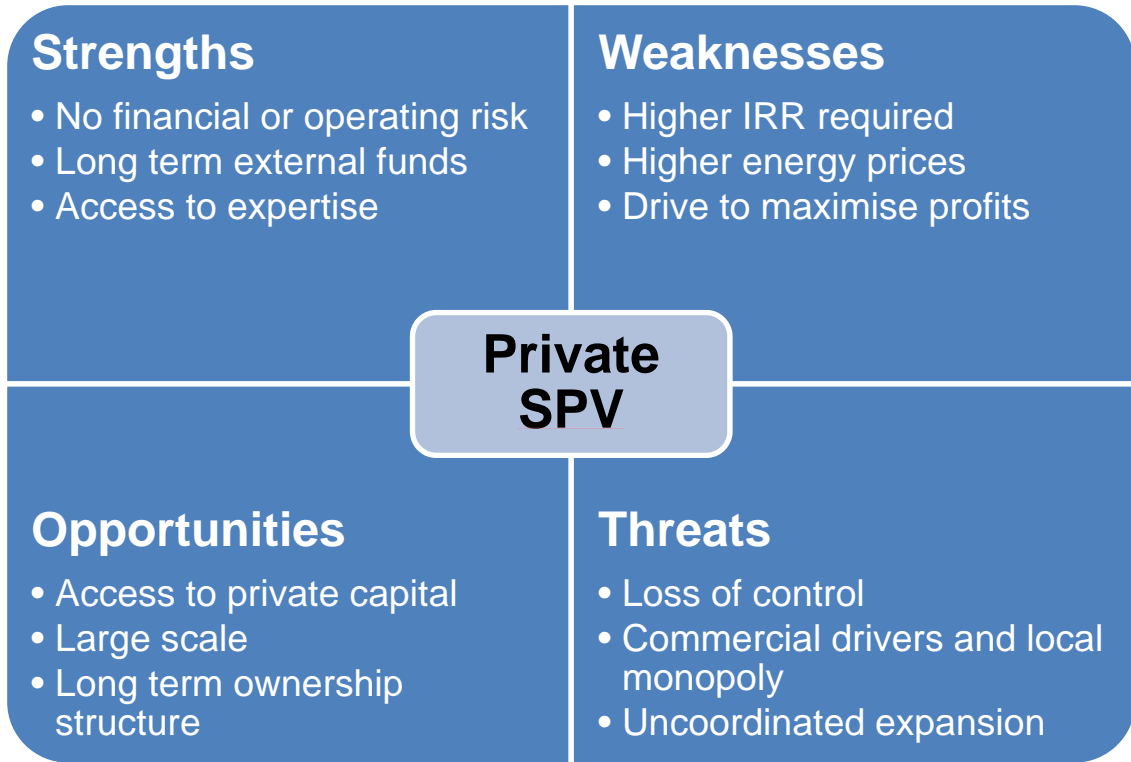 Strengths
• No financial or operating risk
• Long term external funds
• Access to expertise
Weaknesses
• Higher IRR required
• Higher energy prices
• Drive to maximise profits
Private
SPV
Opportunities
• Access to private capital
• Large scale
• Long term ownership
structure
Threats
• Loss of control
• Commercial drivers and local
monopoly
• Uncoordinated expansion